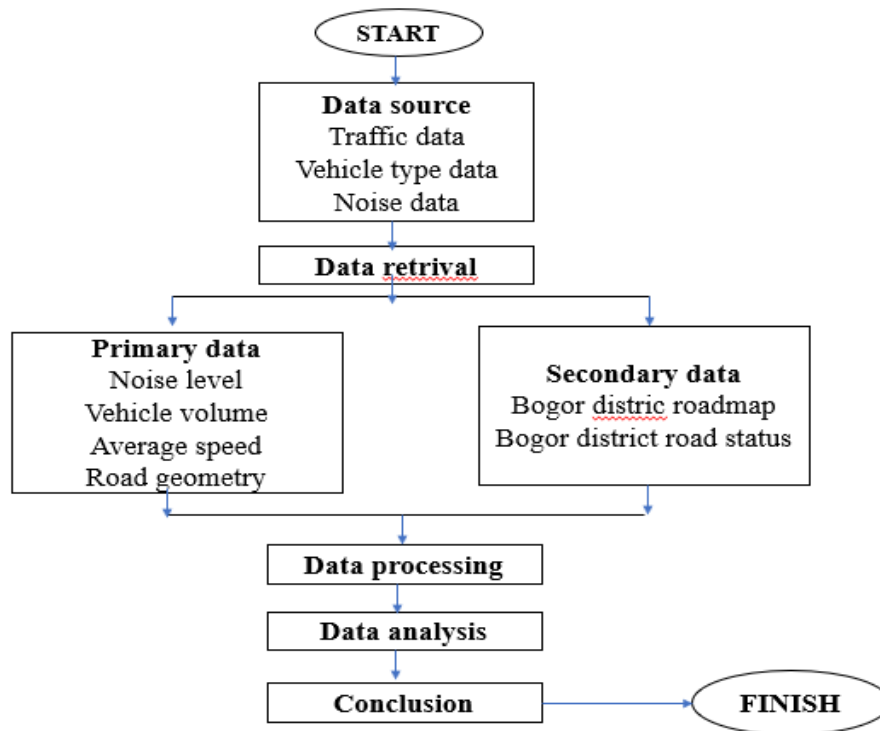 START
Data source
Traffic data
Vehicle type data
Noise data
Data retrival
Primary data
Noise level
Vehicle volume
Average speed
Road geometry
Secondary data
Bogor distric roadmap
Bogor district road status
Data processing
Data analysis
Conclusion
FINISH